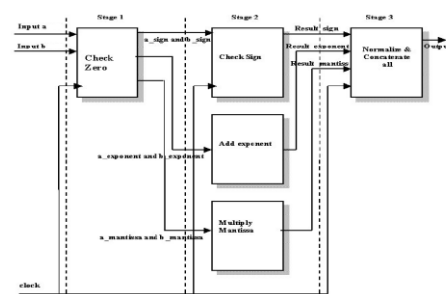 Stage 1
Stage 2
Stage 3
Input a
Input b
Check
Zero
a_sign and b_sign
Check Sign
Result_sign
Result_exponent
Result_mantiss
Normalize &
Concatenate
all
Outpu
Add exponent
a_exponent and b_exponent
Multiply
Mantissa
a_mantissa and b_mantissa
clock